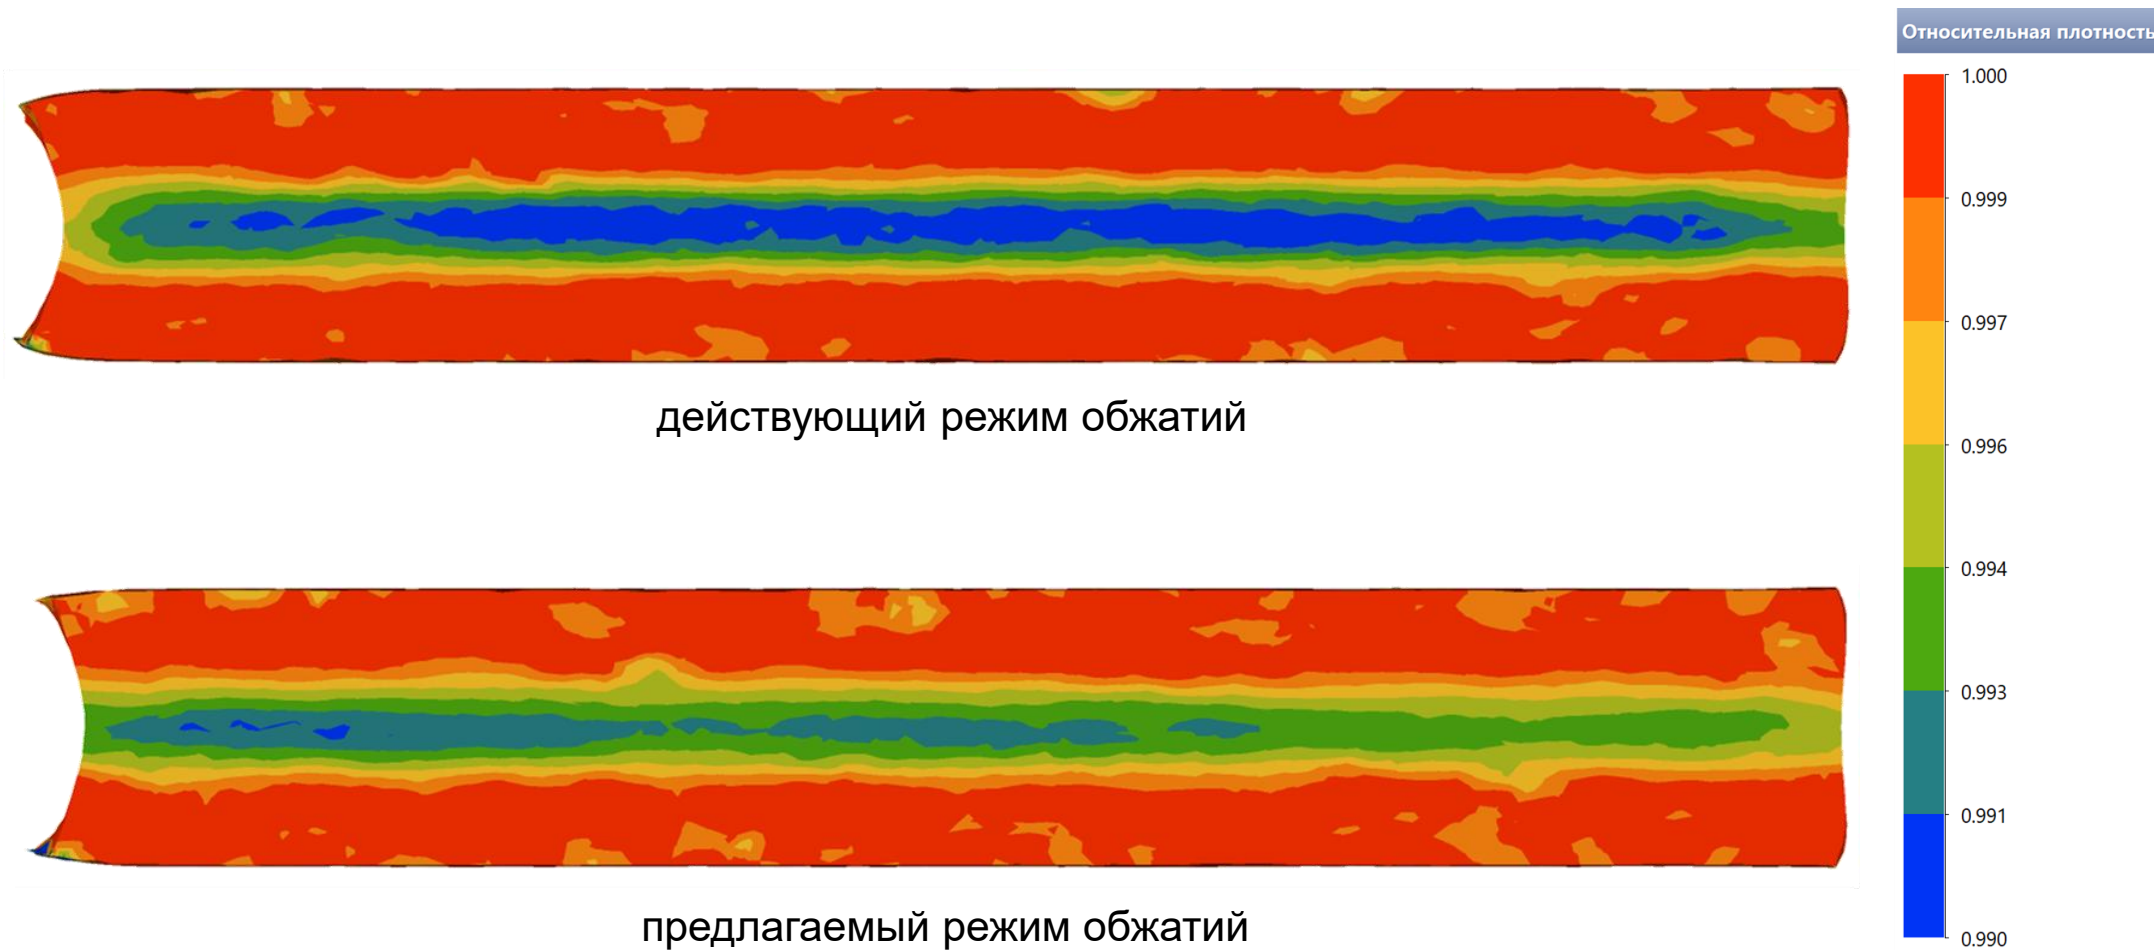 Относительная плотность
1.000
0.999
0.997
0.996
0.994
0.993
0.991
0.990
действующий режим обжатий
предлагаемый режим обжатий